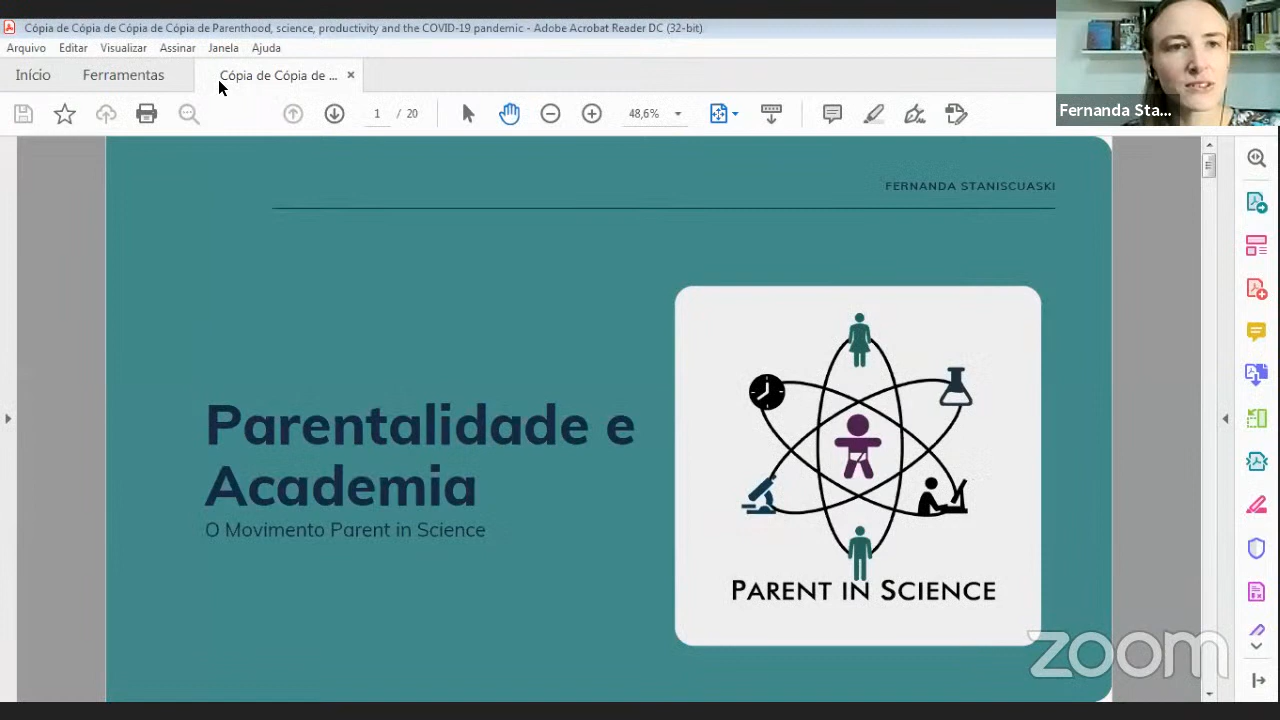 Cópia de Cópia de Cópia de Cópia de Parenthood, science, productivity and the COVID-19 pandemic - Adobe Acrobat Reader DC (32-bit)
Arquivo Editar Visualizar Assinar Janela Ajuda
Início Ferramentas Cópia de Cópia de ... ×
1 / 20 48,6%
Fernanda Sta...
FERNANDA STANISCUASKI
Parentalidade e
Academia
O Movimento Parent in Science
PARENT IN SCIENCE
zoom